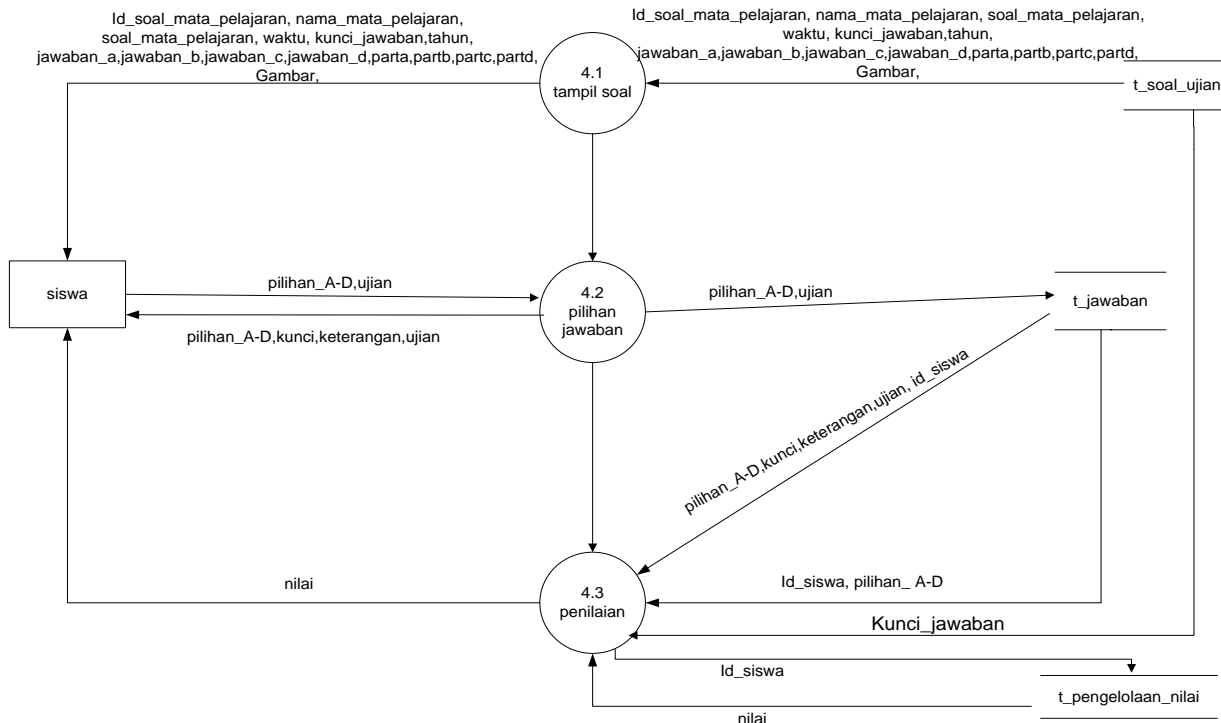 Id_soal_mata_pelajaran, nama_mata_pelajaran,
soal_mata_pelajaran, waktu, kunci_jawaban,tahun,
jawaban_a,jawaban_b,jawaban_c,jawaban_d,parta,partb,partc,partd,
Gambar,
4.1
tampil soal
Id_soal_mata_pelajaran, nama_mata_pelajaran, soal_mata_pelajaran,
waktu, kunci_jawaban,tahun,
jawaban_a,jawaban_b,jawaban_c,jawaban_d,parta,partb,partc,partd,
Gambar,
t_soal_ujian
siswa
pilihan_A-D,ujian
pilihan_A-D,kunci,keterangan,ujian
4.2
pilihan
jawaban
pilihan_A-D,ujian
t_jawaban
pilihan_A-D,kunci,keterangan,ujian, id_siswa
nilai
4.3
penilaian
Id_siswa, pilihan_ A-D
Kunci_jawaban
Id_siswa
t_pengelolaan_nilai
nilai